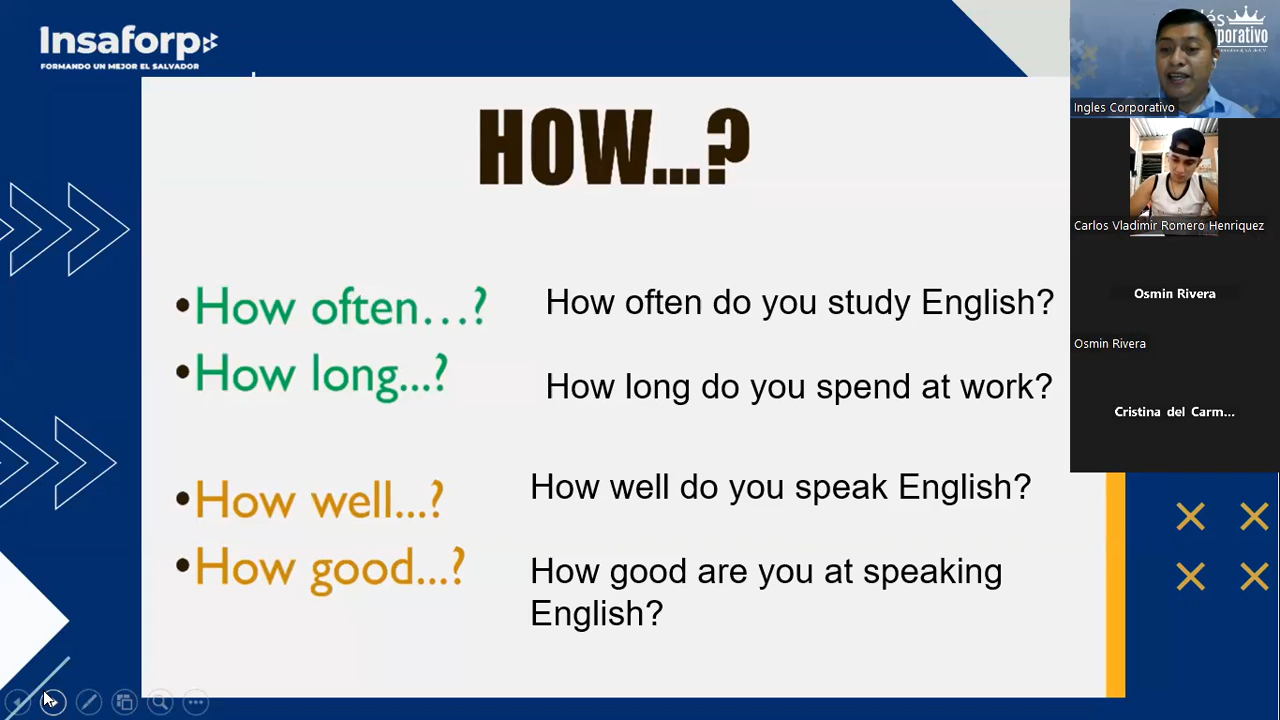 Insaforp
FORMANDO UN MEJOR EL SALVADOR
HOW...?
•How often...?
How often do you study English?
•How long...?
How long do you spend at work?
•How well...?
How well do you speak English?
•How good...?
How good are you at speaking
English?
Ingles Corporativo
Carlos Vladimir Romero Henriquez
Osmin Rivera
Osmin Rivera
Cristina del Carm...